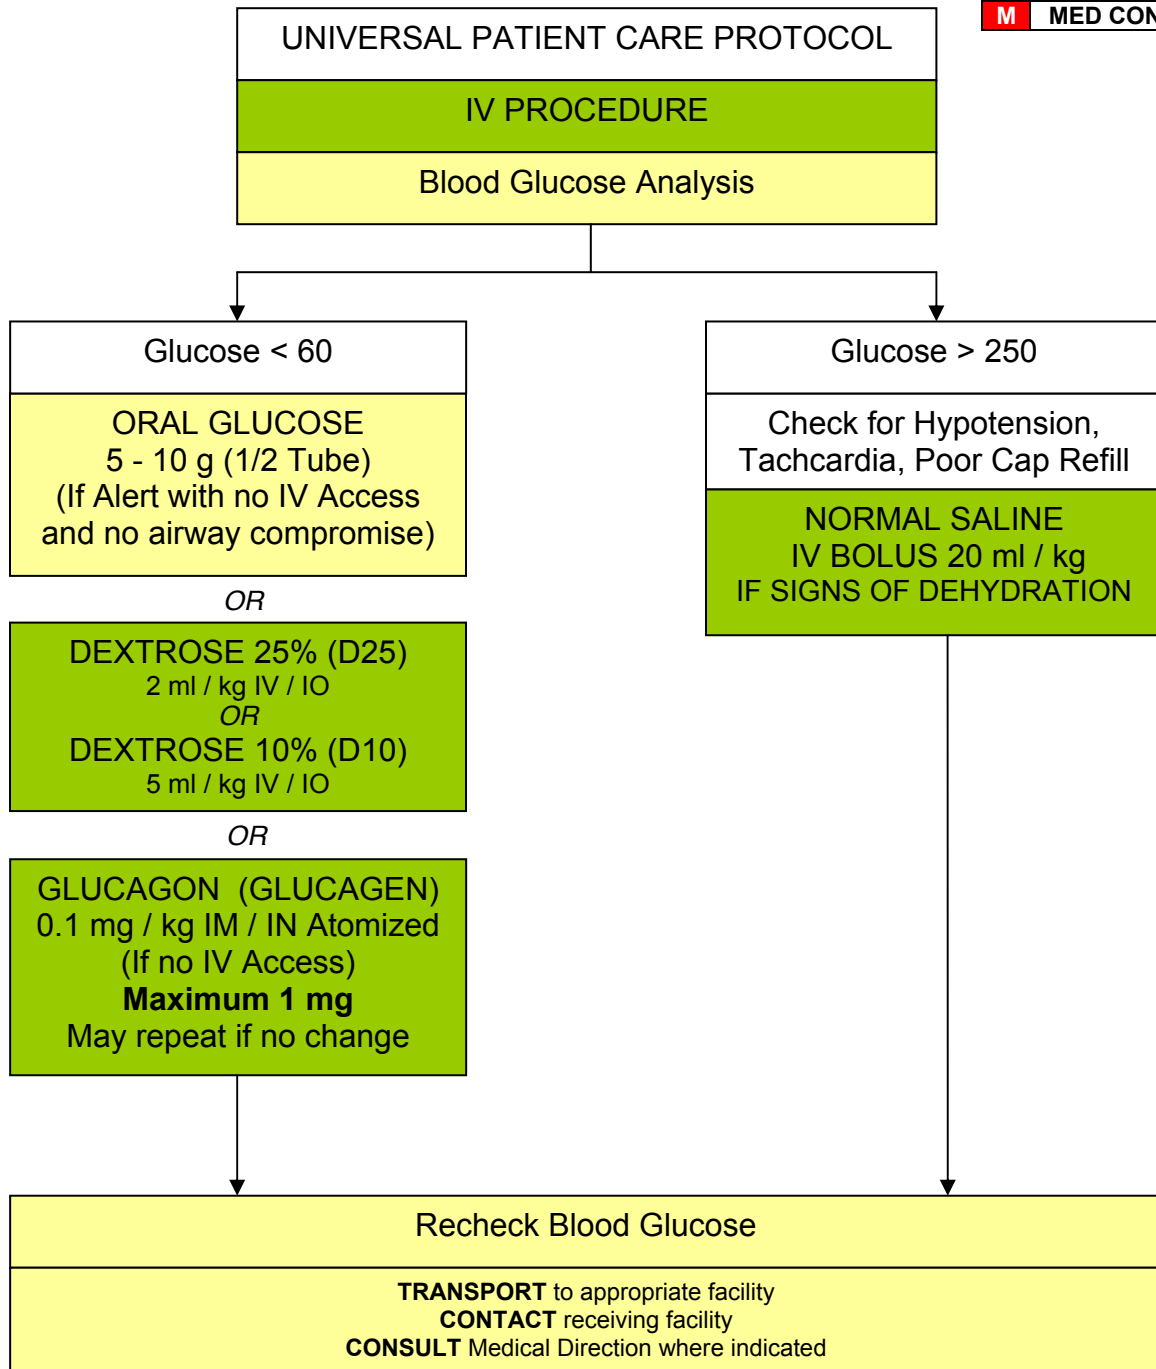 M MED CON
UNIVERSAL PATIENT CARE PROTOCOL
IV PROCEDURE
Blood Glucose Analysis
Glucose < 60
ORAL GLUCOSE
5 - 10 g (1/2 Tube)
(If Alert with no IV Access
and no airway compromise)
OR
DEXTROSE 25% (D25)
2 ml / kg IV / IO
OR
DEXTROSE 10% (D10)
5 ml / kg IV / IO
OR
GLUCAGON (GLUCAGEN)
0.1 mg / kg IM / IN Atomized
(If no IV Access)
Maximum 1 mg
May repeat if no change
Glucose > 250
Check for Hypotension,
Tachcardia, Poor Cap Refill
NORMAL SALINE
IV BOLUS 20 ml / kg
IF SIGNS OF DEHYDRATION
Recheck Blood Glucose
TRANSPORT to appropriate facility
CONTACT receiving facility
CONSULT Medical Direction where indicated